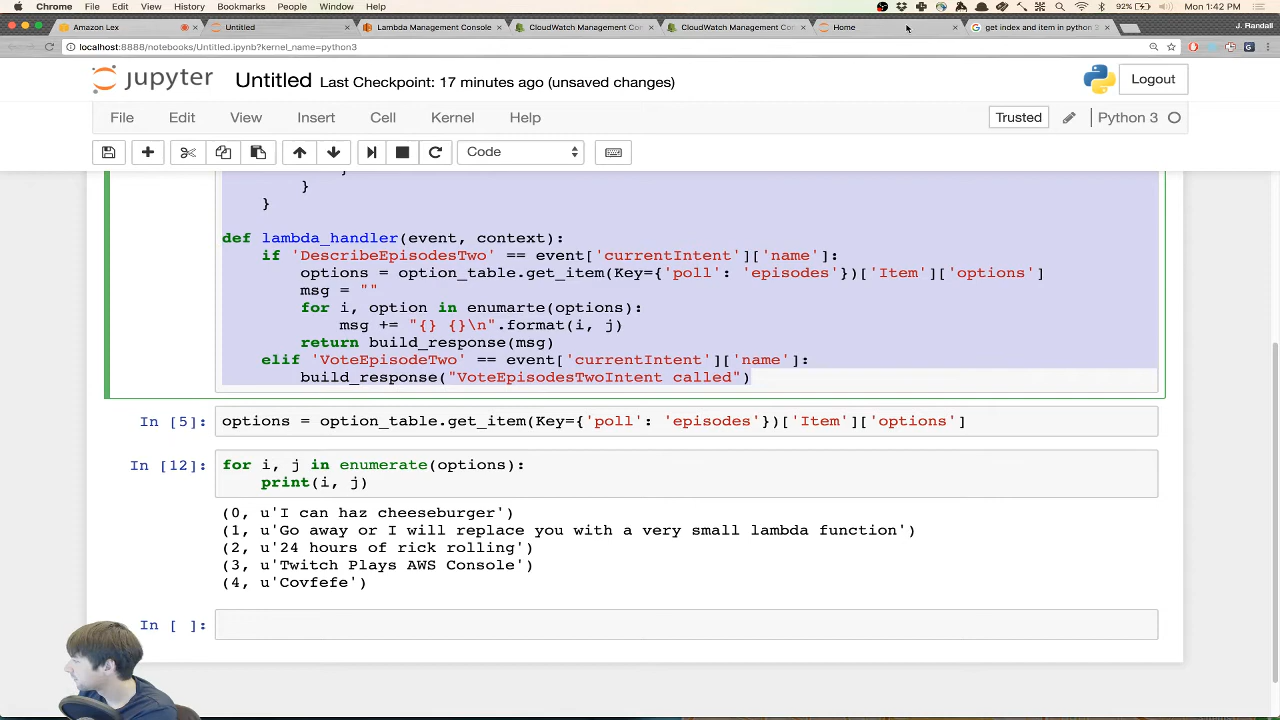 Chrome File Edit View History Bookmarks People Window Help 92% Mon 1:42 PM
Amazon Lex Untitled Lambda Management Console CloudWatch Management Con CloudWatch Management Con Home get index and item in python J. Randall
localhost:8888/notebooks/Untitled.ipynb?kernel_name=python3
jupyter Untitled Last Checkpoint: 17 minutes ago (unsaved changes) Logout
File Edit View Insert Cell Kernel Help Trusted Python 3
Code
}
}
}
def lambda_handler(event, context):
if 'DescribeEpisodesTwo' == event['currentIntent']['name']:
options = option_table.get_item(Key={'poll': 'episodes'})['Item']['options']
msg = ""
for i, option in enumarte(options):
msg += "{} {}\n".format(i, j)
return build_response(msg)
elif 'VoteEpisodeTwo' == event['currentIntent']['name']:
build_response("VoteEpisodesTwoIntent called")
In [5]: options = option_table.get_item(Key={'poll': 'episodes'})['Item']['options']
In [12]: for i, j in enumerate(options):
print(i, j)
(0, u'I can haz cheeseburger')
(1, u'Go away or I will replace you with a very small lambda function')
(2, u'24 hours of rick rolling')
(3, u'Twitch Plays AWS Console')
(4, u'Covfefe')
In [ ]: